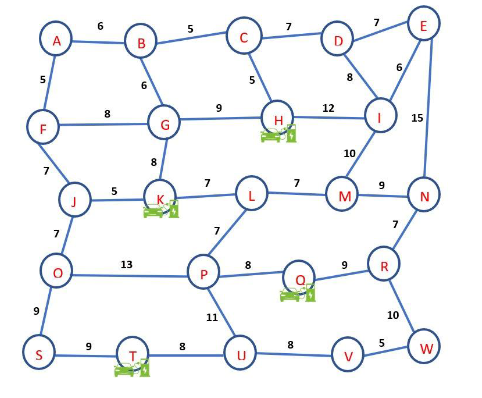 6 5 7 7 E
A B C D
5 6 5 8 6
F 8 G 9 H 12 I 15
7 8 10
J 5 K 7 L 7 M 9 N
7 7 7
O 13 P 8 Q 9 R
9 11 10
S 9 T 8 U 8 V 5 W